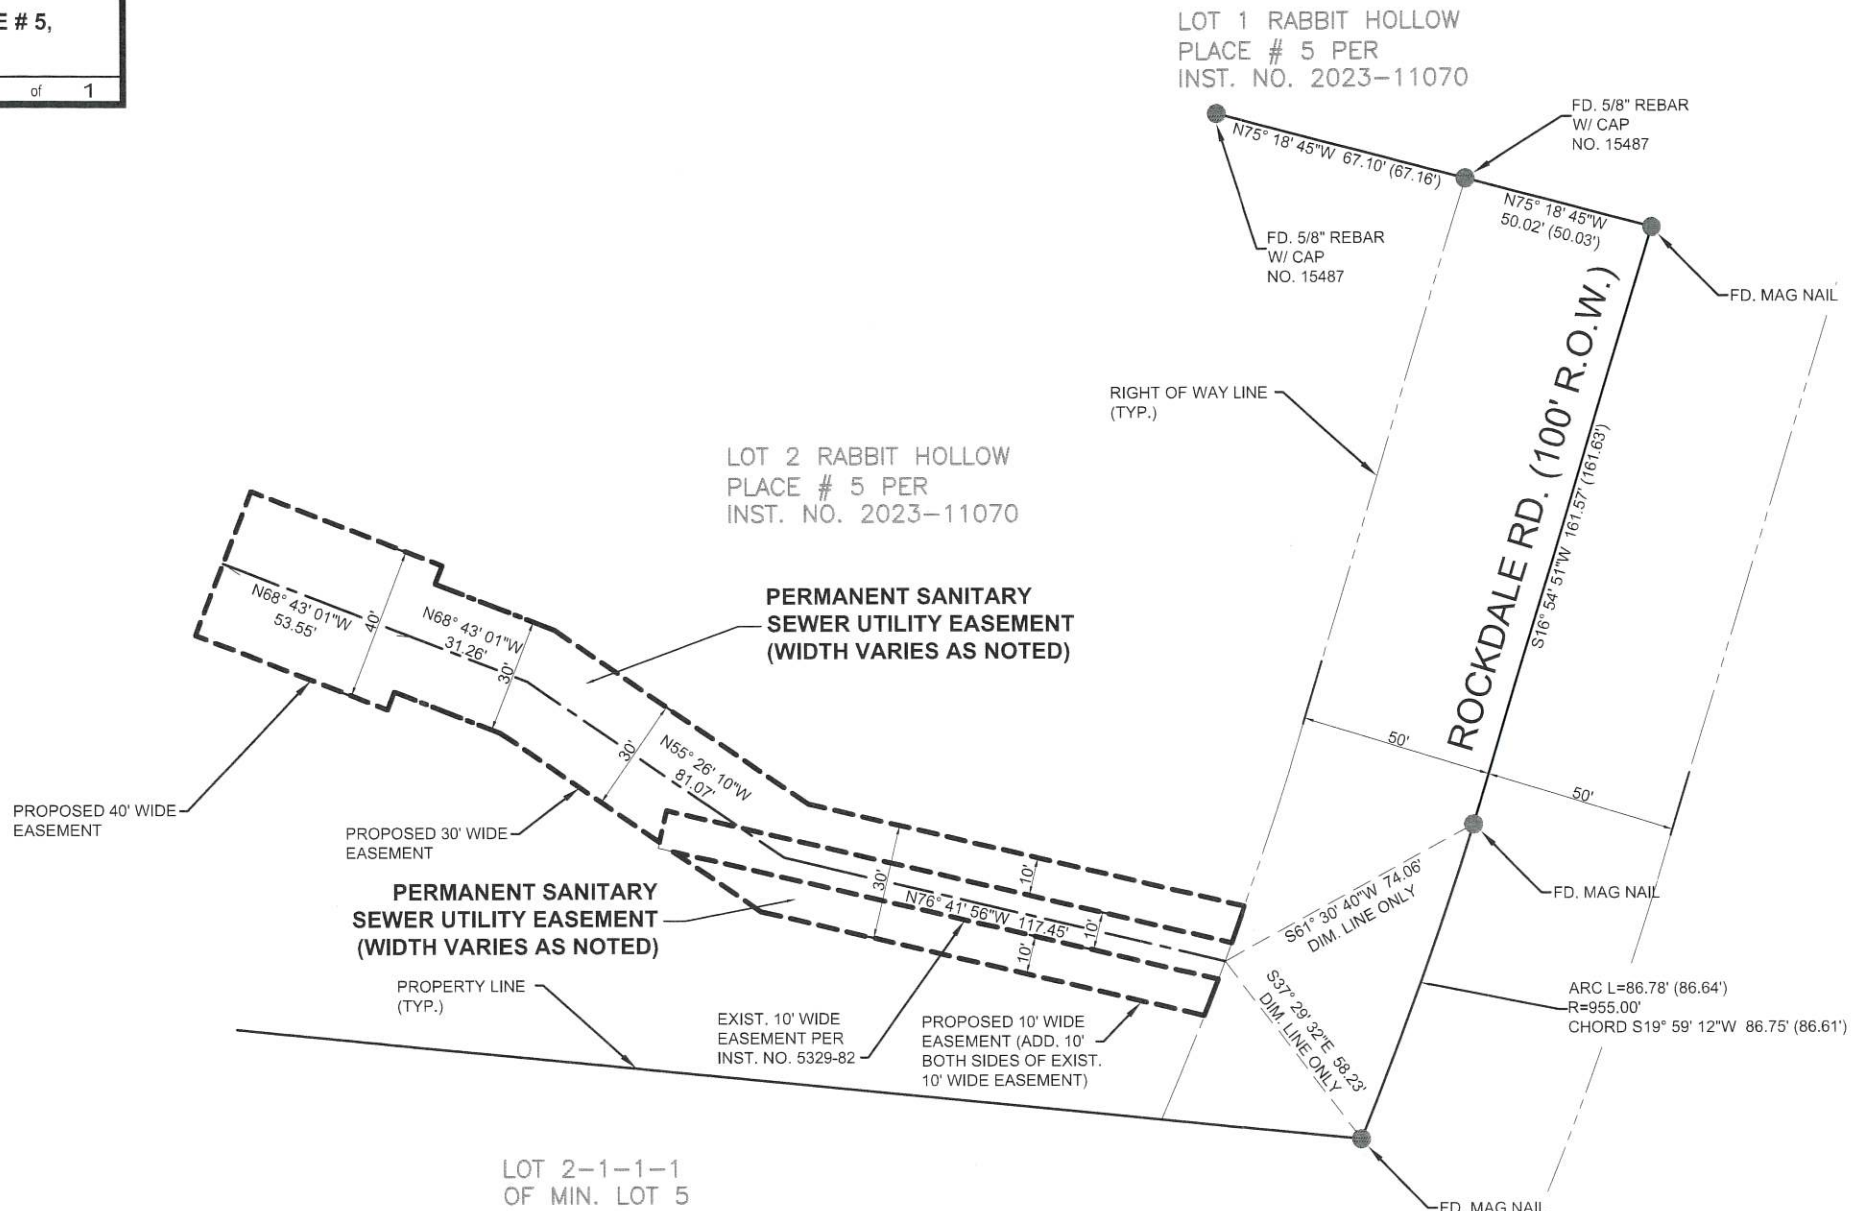 E # 5,
of 1
LOT 1 RABBIT HOLLOW
PLACE # 5 PER
INST. NO. 2023-11070
FD. 5/8" REBAR
W/ CAP
NO. 15487
N75° 18' 45"W 67.10' (67.16')
N75° 18' 45"W
50.02' (50.03')
FD. 5/8" REBAR
W/ CAP
NO. 15487
FD. MAG NAIL
ROCKDALE RD. (100' R.O.W.)
S16° 54' 51"W 161.57' (161.63')
RIGHT OF WAY LINE
(TYP.)
LOT 2 RABBIT HOLLOW
PLACE # 5 PER
INST. NO. 2023-11070
PERMANENT SANITARY
SEWER UTILITY EASEMENT
(WIDTH VARIES AS NOTED)
N68° 43' 01"W
53.55'
40'
N68° 43' 01"W
31.26'
30'
30'
N55° 26' 10"W
81.07'
50'
50'
PROPOSED 40' WIDE
EASEMENT
PROPOSED 30' WIDE
EASEMENT
PERMANENT SANITARY
SEWER UTILITY EASEMENT
(WIDTH VARIES AS NOTED)
30'
10'
N76° 41' 56"W 117.45'
10'
10'
S61° 30' 40"W 74.06'
DIM. LINE ONLY
FD. MAG NAIL
S37° 29' 32"E 58.23'
DIM. LINE ONLY
ARC L=86.78' (86.64')
R=955.00'
CHORD S19° 59' 12"W 86.75' (86.61')
PROPERTY LINE
(TYP.)
EXIST. 10' WIDE
EASEMENT PER
INST. NO. 5329-82
PROPOSED 10' WIDE
EASEMENT (ADD. 10'
BOTH SIDES OF EXIST.
10' WIDE EASEMENT)
LOT 2-1-1-1
OF MIN. LOT 5
FD. MAG NAIL